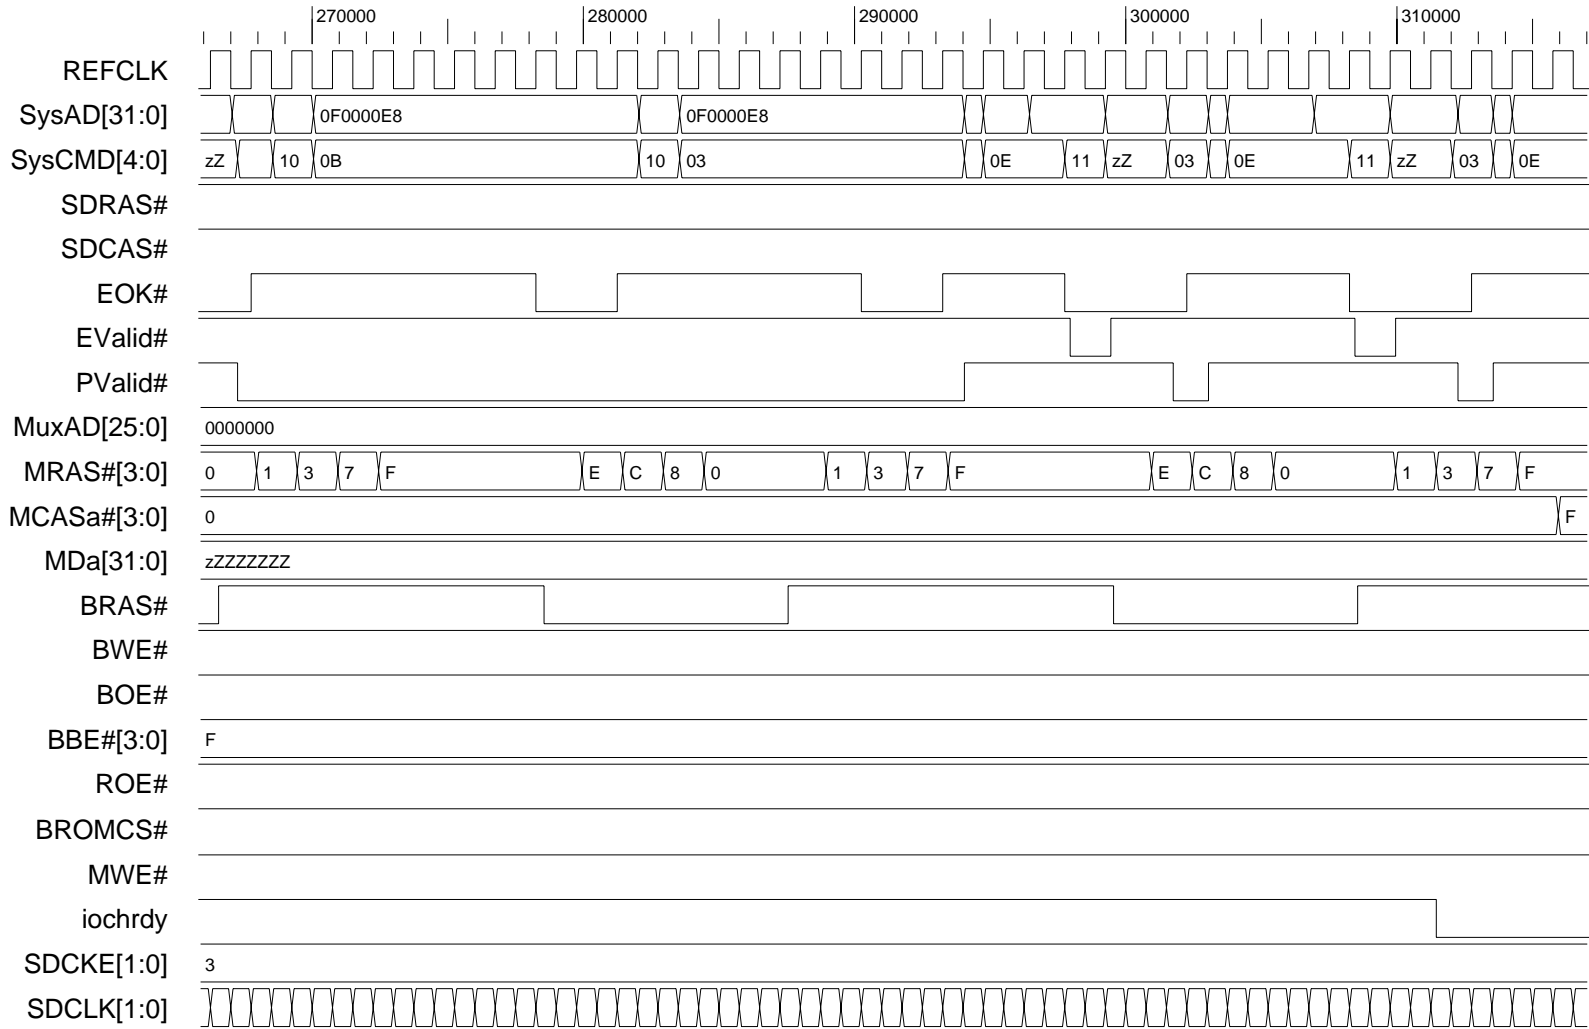 270000 280000 290000 300000 310000
REFCLK
SysAD[31:0] 0F0000E8 0F0000E8
SysCMD[4:0] zZ 10 0B 10 03 0E 11 zZ 03 0E 11 zZ 03 0E
SDRAS#
SDCAS#
EOK#
EValid#
PValid#
MuxAD[25:0] 0000000
MRAS#[3:0] 0 1 3 7 F E C 8 0 1 3 7 F E C 8 0 1 3 7 F
MCASa#[3:0] 0 F
MDa[31:0] zZZZZZZZ
BRAS#
BWE#
BOE#
BBE#[3:0] F
ROE#
BROMCS#
MWE#
iochrdy
SDCKE[1:0] 3
SDCLK[1:0]